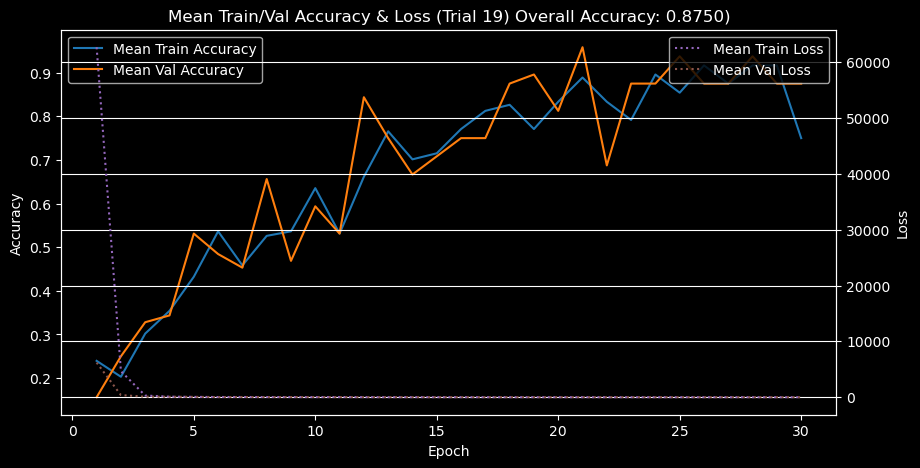 Mean Train/Val Accuracy & Loss (Trial 19) Overall Accuracy: 0.8750)
Mean Train Accuracy
Mean Val Accuracy
Mean Train Loss
Mean Val Loss
0.9
0.8
0.7
0.6
0.5
0.4
0.3
0.2
Accuracy
60000
50000
40000
30000
20000
10000
0
Loss
0 5 10 15 20 25 30
Epoch